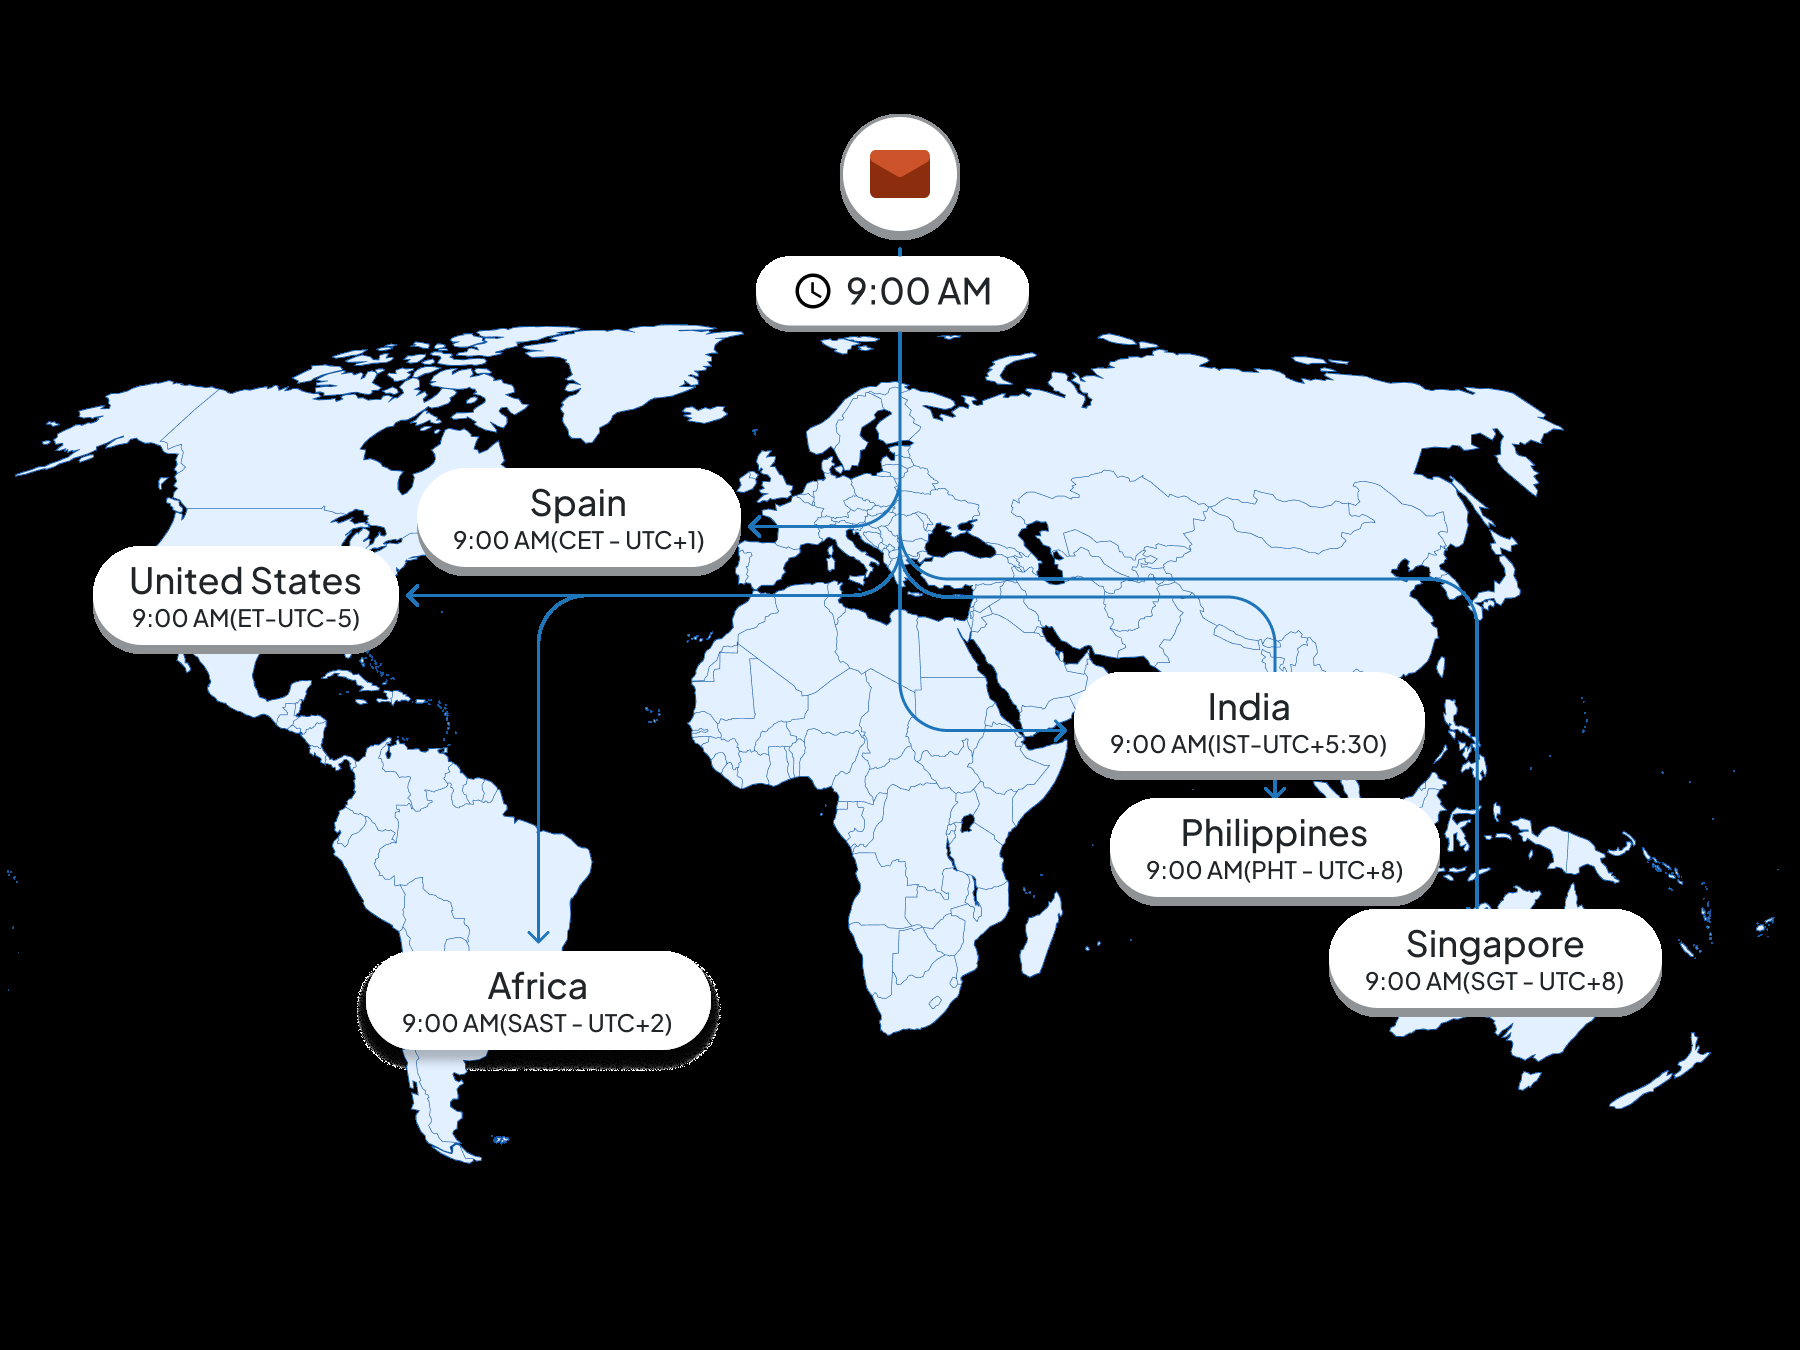 9:00 AM
Spain
9:00 AM(CET - UTC+1)
United States
9:00 AM(ET-UTC-5)
India
9:00 AM(IST-UTC+5:30)
Philippines
9:00 AM(PHT - UTC+8)
Singapore
9:00 AM(SGT - UTC+8)
Africa
9:00 AM(SAST - UTC+2)